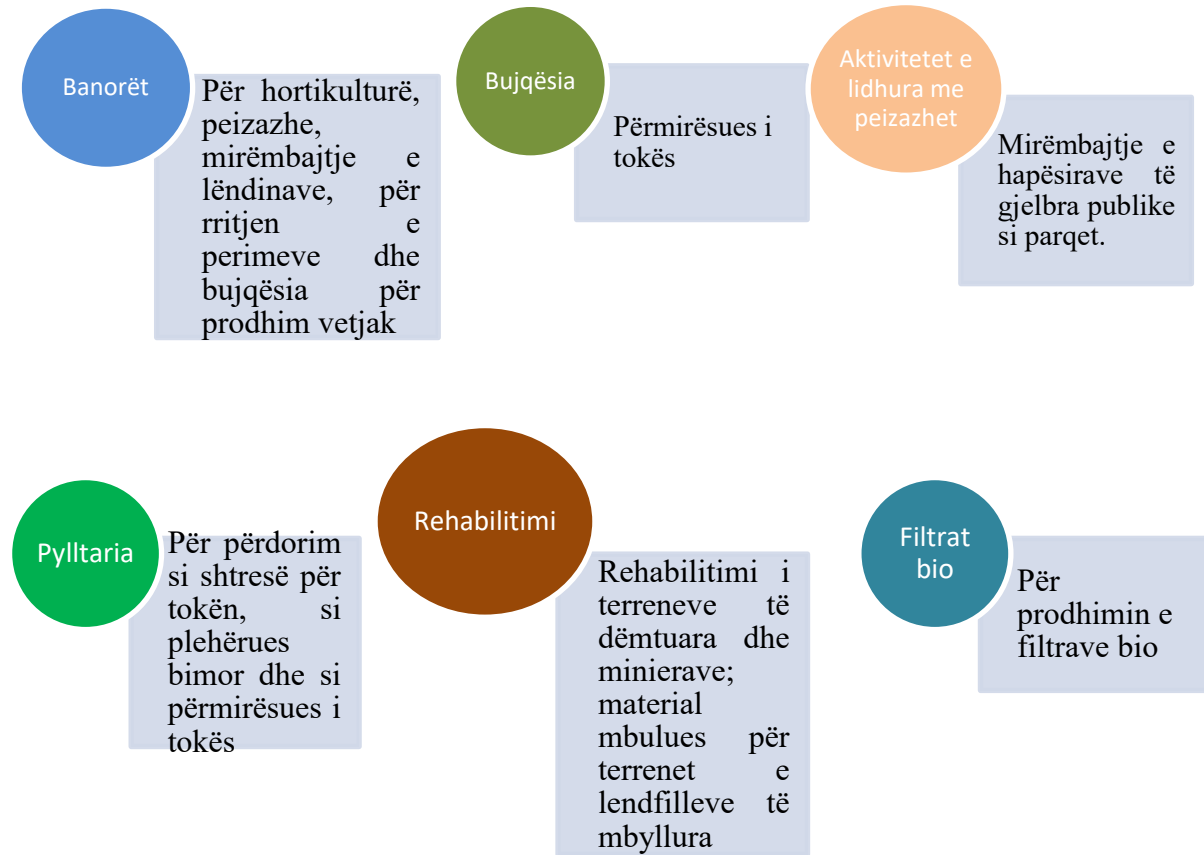 Banorët
Për hortikulturë,
peizazhe,
mirëmbajtje e
lëndinave, për
rritjen e
perimeve dhe
bujqësia për
prodhim vetjak
Bujqësia
Përmirësues i
tokës
Aktivitetet e
lidhura me
peizazhet
Mirëmbajtje e
hapësirave të
gjelbra publike
si parqet.
Pylltaria
Për përdorim
si shtresë për
tokën, si
plehërues
bimor dhe si
përmirësues i
tokës
Rehabilitimi
Rehabilitimi i
terreneve të
dëmtuara dhe
minierave;
material
mbulues për
terrenet e
lendfilleve të
mbyllura
Filtrat
bio
Për
prodhimin e
filtrave bio